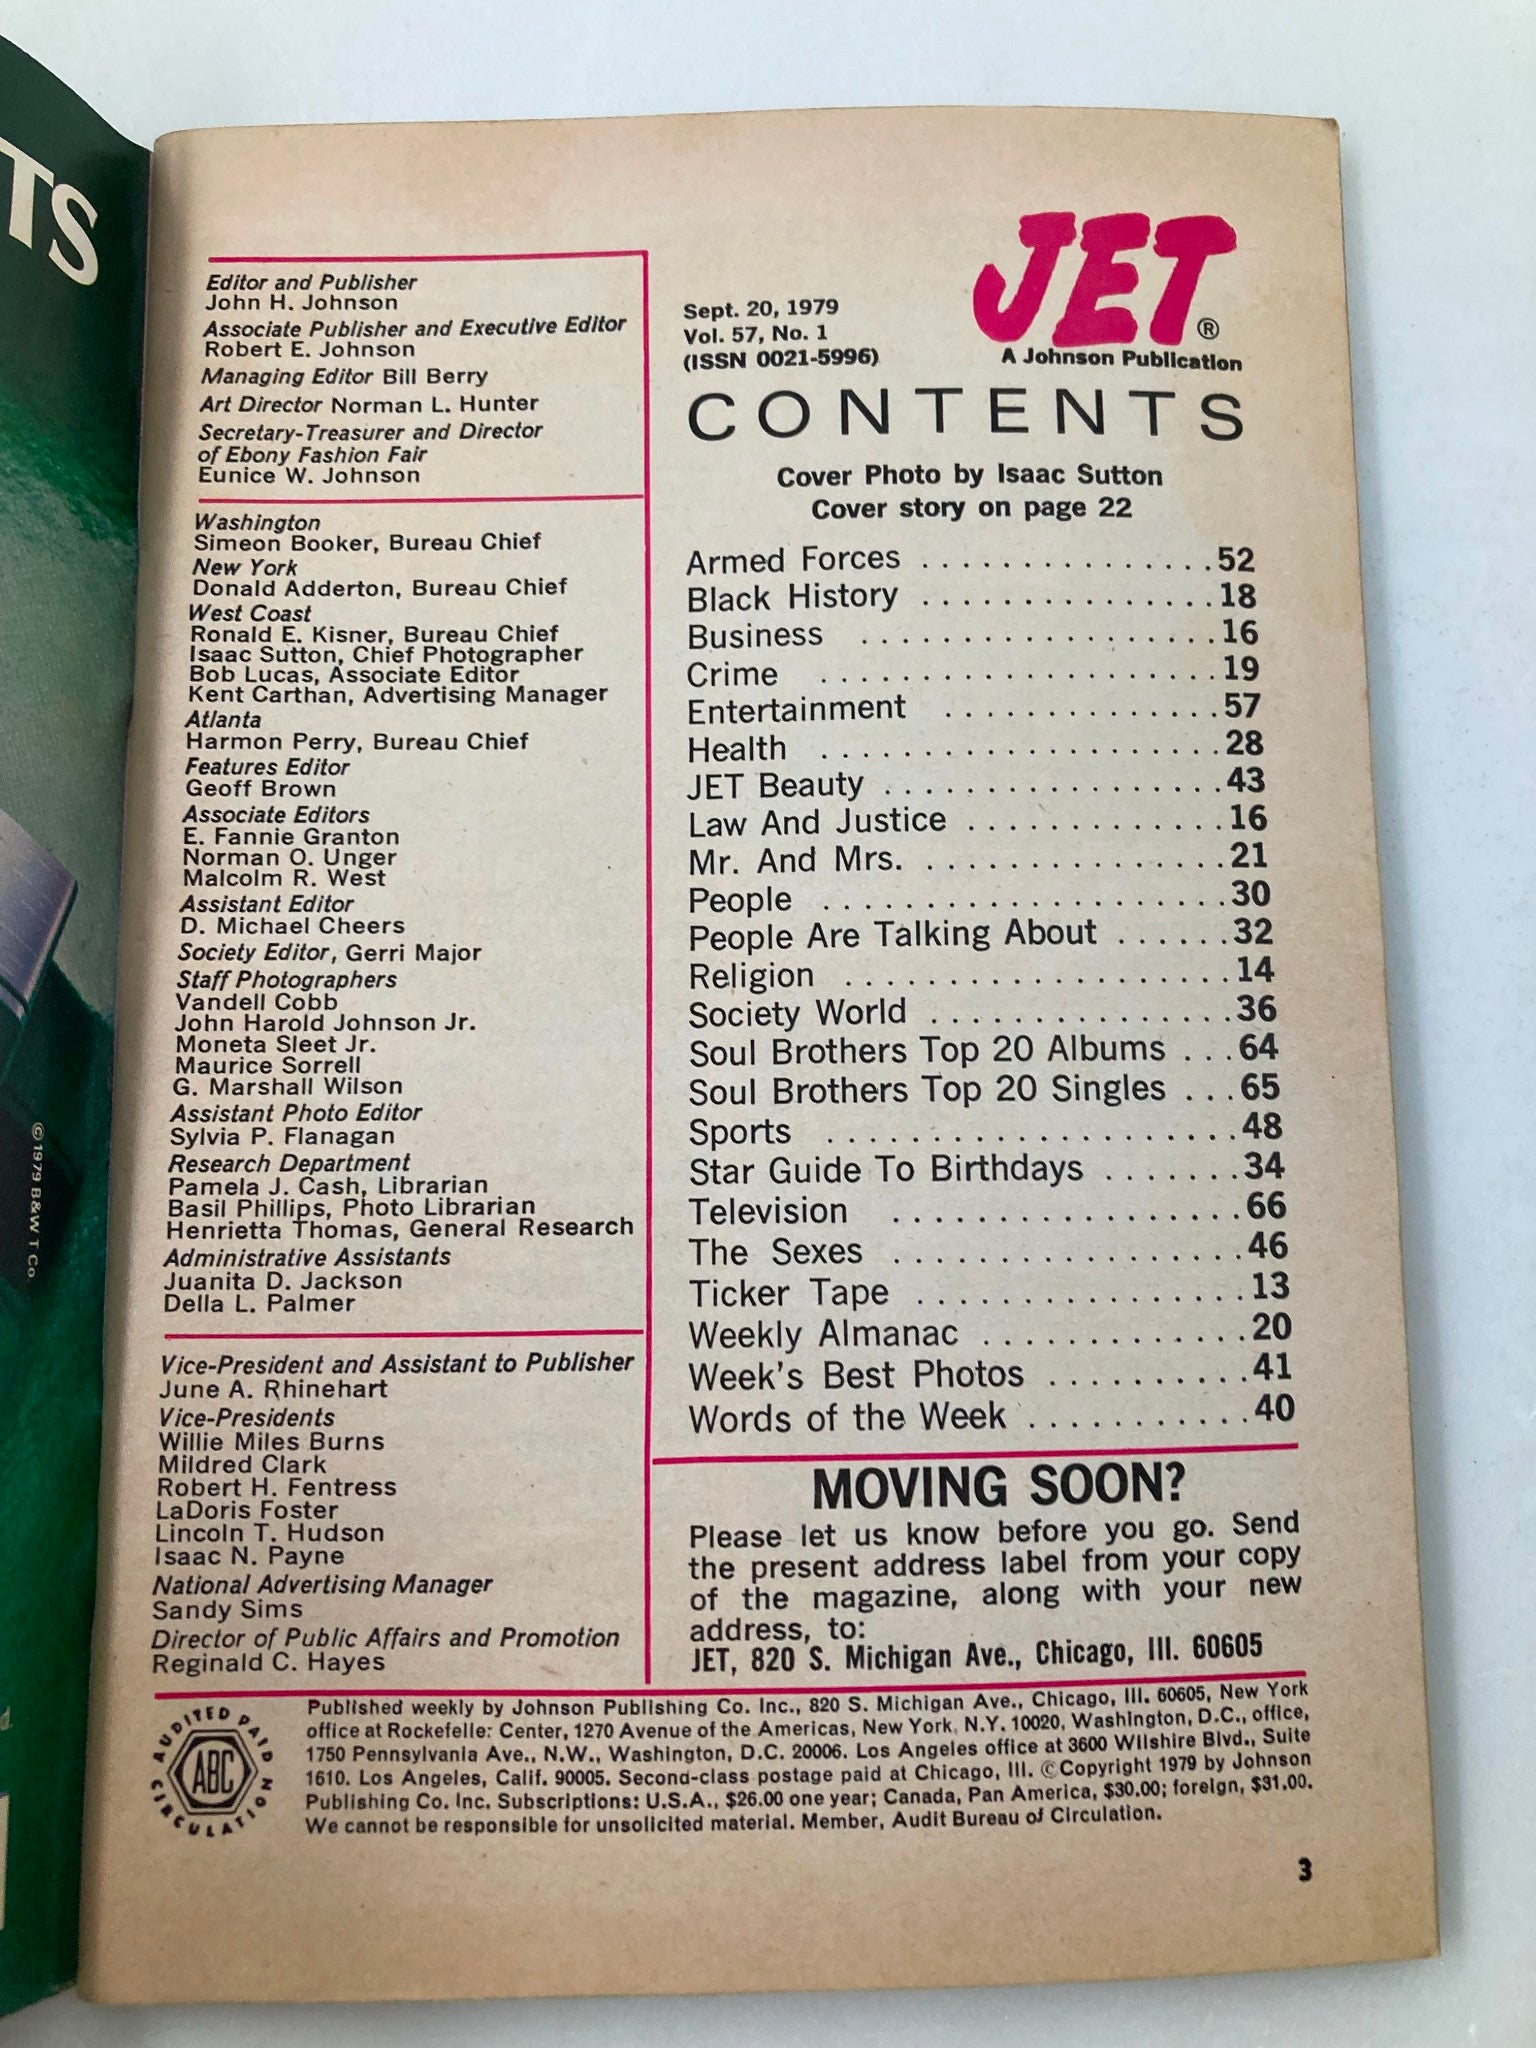 TS
©1979 B&W T Co.
Editor and Publisher
John H. Johnson
Associate Publisher and Executive Editor
Robert E. Johnson
Managing Editor Bill Berry
Art Director Norman L. Hunter
Secretary-Treasurer and Director
of Ebony Fashion Fair
Eunice W. Johnson
Washington
Simeon Booker, Bureau Chief
New York
Donald Adderton, Bureau Chief
West Coast
Ronald E. Kisner, Bureau Chief
Isaac Sutton, Chief Photographer
Bob Lucas, Associate Editor
Kent Carthan, Advertising Manager
Atlanta
Harmon Perry, Bureau Chief
Features Editor
Geoff Brown
Associate Editors
E. Fannie Granton
Norman O. Unger
Malcolm R. West
Assistant Editor
D. Michael Cheers
Society Editor, Gerri Major
Staff Photographers
Vandell Cobb
John Harold Johnson Jr.
Moneta Sleet Jr.
Maurice Sorrell
G. Marshall Wilson
Assistant Photo Editor
Sylvia P. Flanagan
Research Department
Pamela J. Cash, Librarian
Basil Phillips, Photo Librarian
Henrietta Thomas, General Research
Administrative Assistants
Juanita D. Jackson
Della L. Palmer
Vice-President and Assistant to Publisher
June A. Rhinehart
Vice-Presidents
Willie Miles Burns
Mildred Clark
Robert H. Fentress
LaDoris Foster
Lincoln T. Hudson
Isaac N. Payne
National Advertising Manager
Sandy Sims
Director of Public Affairs and Promotion
Reginald C. Hayes
JET®
A Johnson Publication
Sept. 20, 1979
Vol. 57, No. 1
(ISSN 0021-5996)
CONTENTS
Cover Photo by Isaac Sutton
Cover story on page 22
Armed Forces . . . . . . . . . . . . . . . 52
Black History . . . . . . . . . . . . . . . 18
Business . . . . . . . . . . . . . . . . . . 16
Crime . . . . . . . . . . . . . . . . . . . . 19
Entertainment . . . . . . . . . . . . . . 57
Health . . . . . . . . . . . . . . . . . . . . 28
JET Beauty . . . . . . . . . . . . . . . . . 43
Law And Justice . . . . . . . . . . . . . 16
Mr. And Mrs. . . . . . . . . . . . . . . . 21
People . . . . . . . . . . . . . . . . . . . . 30
People Are Talking About . . . . . . 32
Religion . . . . . . . . . . . . . . . . . . . 14
Society World . . . . . . . . . . . . . . . 36
Soul Brothers Top 20 Albums . . . 64
Soul Brothers Top 20 Singles . . . 65
Sports . . . . . . . . . . . . . . . . . . . . 48
Star Guide To Birthdays . . . . . . . 34
Television . . . . . . . . . . . . . . . . . 66
The Sexes . . . . . . . . . . . . . . . . . 46
Ticker Tape . . . . . . . . . . . . . . . . 13
Weekly Almanac . . . . . . . . . . . . . 20
Week's Best Photos . . . . . . . . . . 41
Words of the Week . . . . . . . . . . . 40
MOVING SOON?
Please let us know before you go. Send
the present address label from your copy
of the magazine, along with your new
address, to:
JET, 820 S. Michigan Ave., Chicago, Ill. 60605
AUDITED PAID CIRCULATION
ABC
Published weekly by Johnson Publishing Co. Inc., 820 S. Michigan Ave., Chicago, Ill. 60605, New York
office at Rockefelle: Center, 1270 Avenue of the Americas, New York, N.Y. 10020, Washington, D.C., office,
1750 Pennsylvania Ave., N.W., Washington, D.C. 20006. Los Angeles office at 3600 Wilshire Blvd., Suite
1610. Los Angeles, Calif. 90005. Second-class postage paid at Chicago, Ill. ©Copyright 1979 by Johnson
Publishing Co. Inc. Subscriptions: U.S.A., $26.00 one year; Canada, Pan America, $30.00; foreign, $31.00.
We cannot be responsible for unsolicited material. Member, Audit Bureau of Circulation.
3